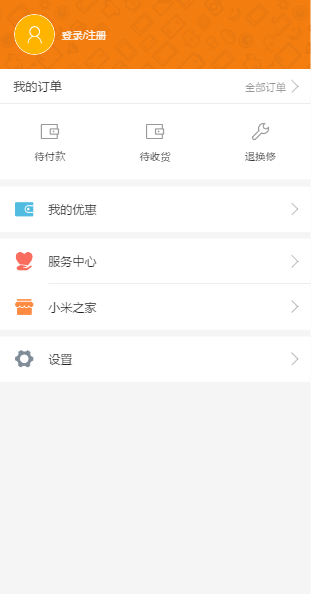 登录/注册
我的订单
全部订单
待付款 待收货 退换修
我的优惠
服务中心
小米之家
设置